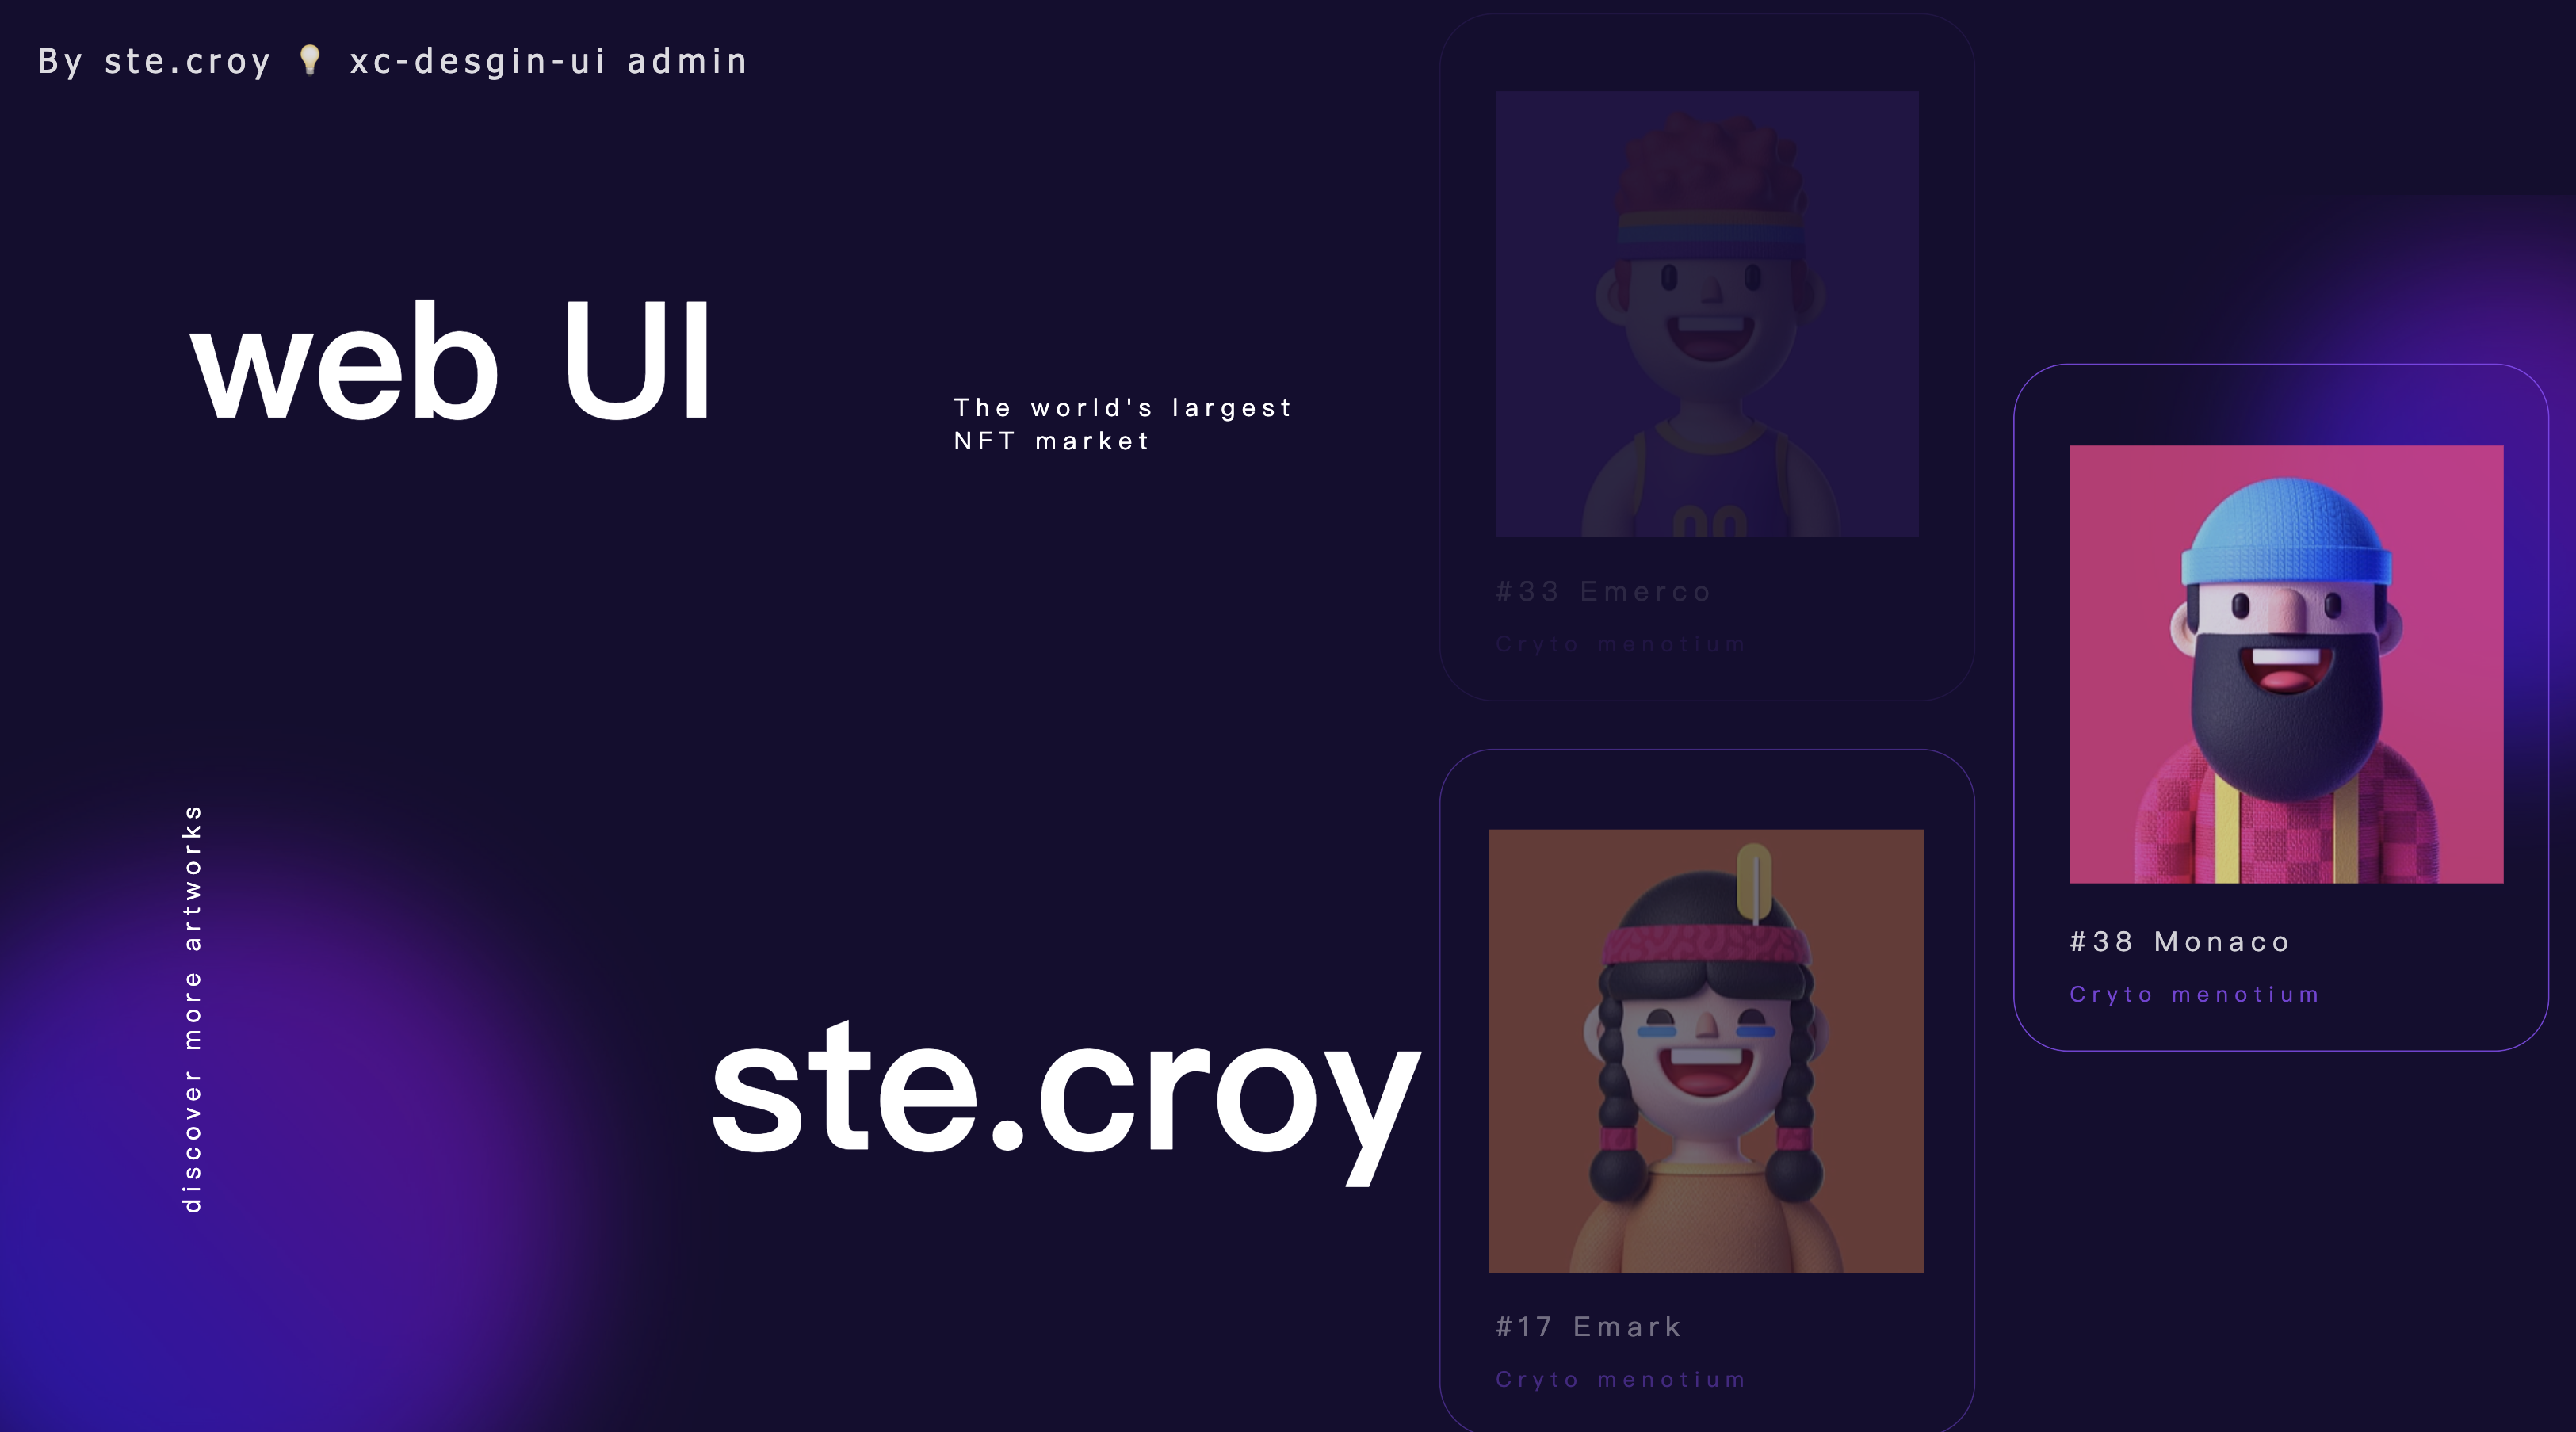 By ste.croy 💡 xc-desgin-ui admin
web UI
The world's largest
NFT market
discover more artworks
ste.croy
00
#33 Emerco
Cryto menotium
#38 Monaco
Cryto menotium
#17 Emark
Cryto menotium